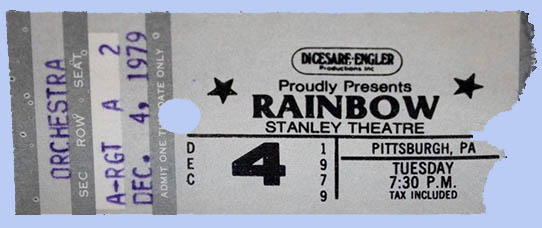 ORCHESTRA
SEC ROW SEAT
A-RGT A 2
DEC. 4, 1979
ADMIT ONE THIS DATE ONLY
DICESARE-ENGLER
Productions Inc
Proudly Presents
RAINBOW
STANLEY THEATRE
DEC 4 1979
PITTSBURGH, PA
TUESDAY
7:30 P.M.
TAX INCLUDED